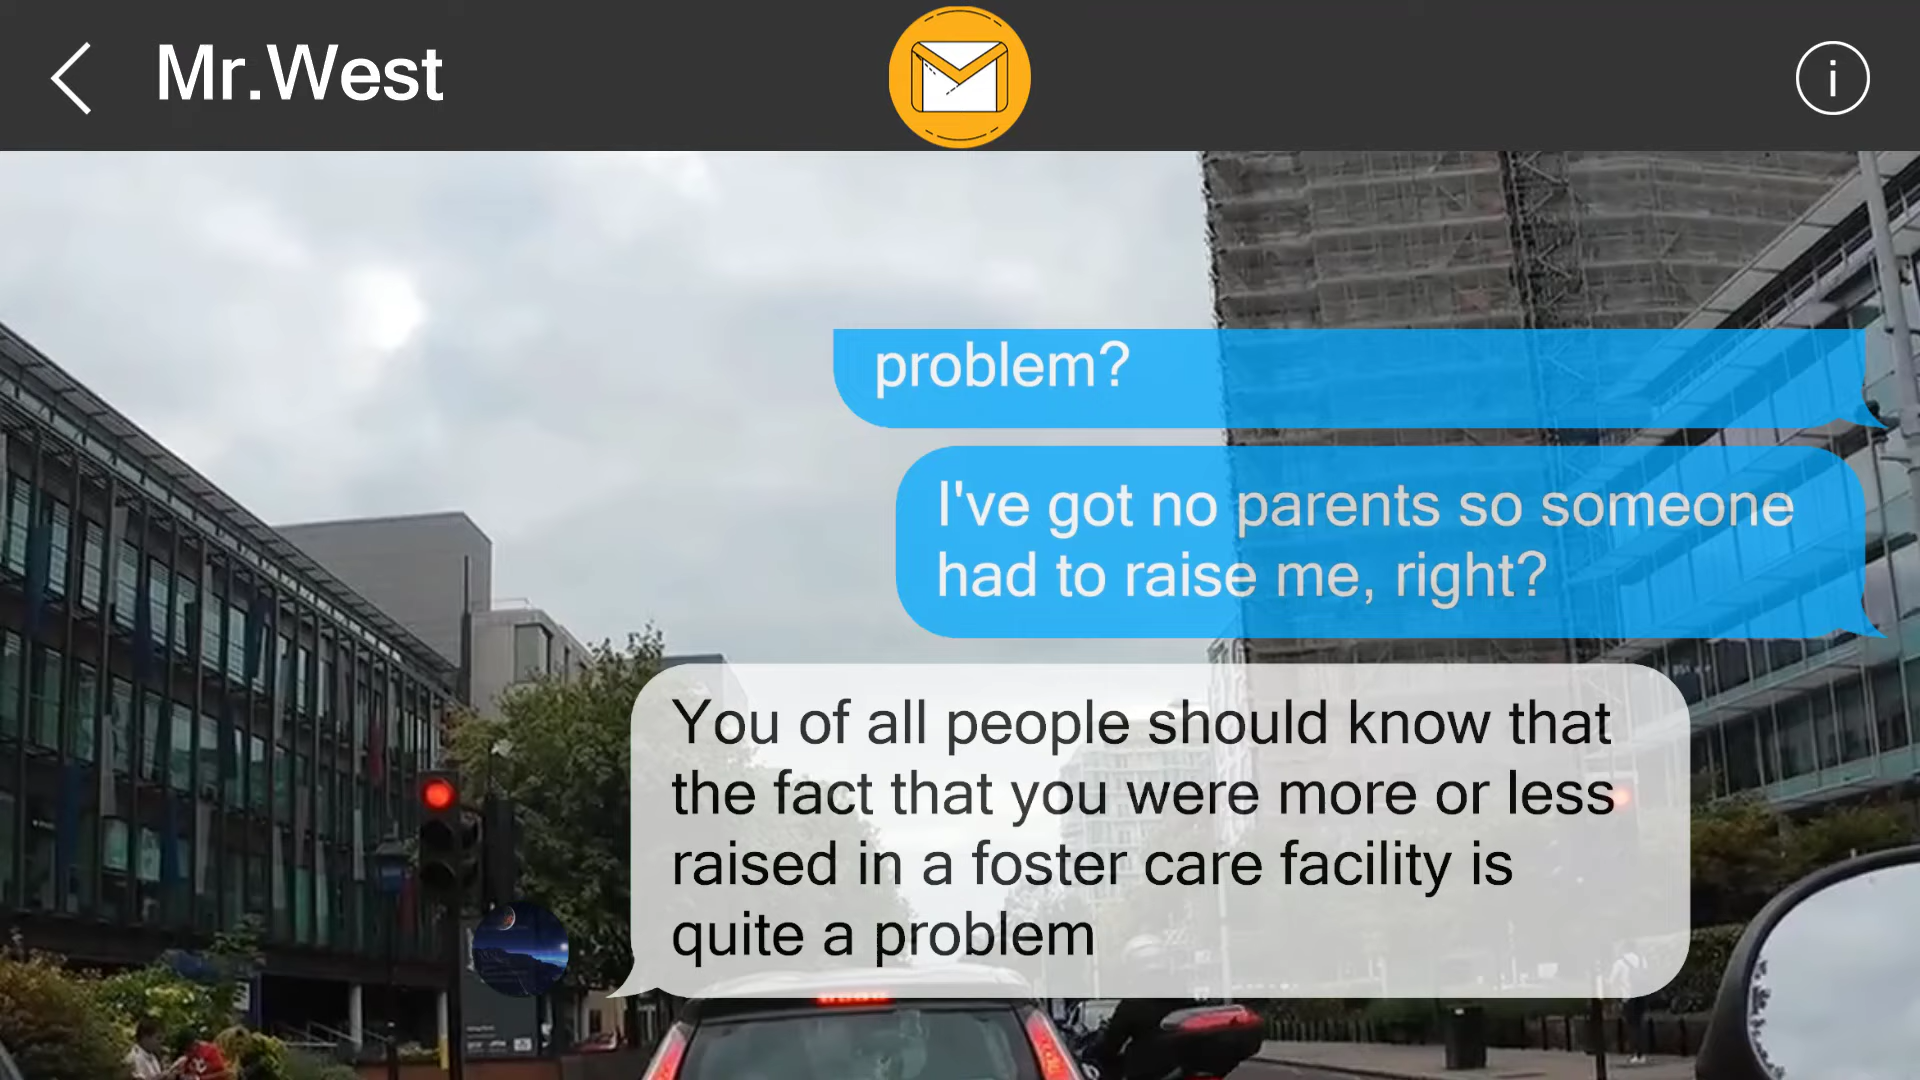 Mr.West
problem?
I've got no parents so someone
had to raise me, right?
You of all people should know that
the fact that you were more or less
raised in a foster care facility is
quite a problem